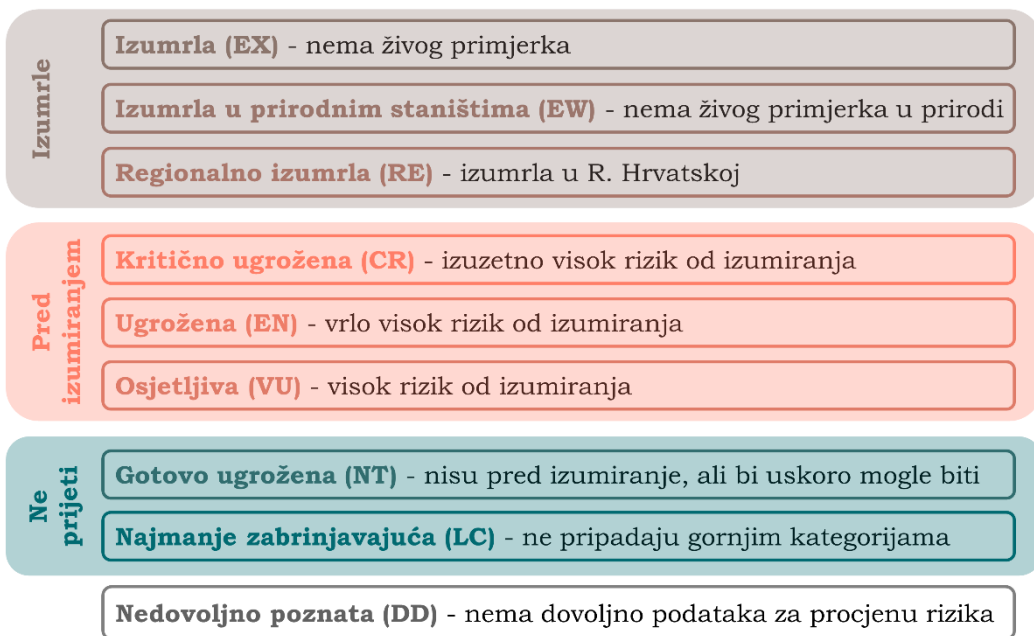 Izumrle
Izumrla (EX) - nema živog primjerka
Izumrla u prirodnim staništima (EW) - nema živog primjerka u prirodi
Regionalno izumrla (RE) - izumrla u R. Hrvatskoj
Pred
izumiranjem
Kritično ugrožena (CR) - izuzetno visok rizik od izumiranja
Ugrožena (EN) - vrlo visok rizik od izumiranja
Osjetljiva (VU) - visok rizik od izumiranja
Ne
prijeti
Gotovo ugrožena (NT) - nisu pred izumiranje, ali bi uskoro mogle biti
Najmanje zabrinjavajuća (LC) - ne pripadaju gornjim kategorijama
Nedovoljno poznata (DD) - nema dovoljno podataka za procjenu rizika